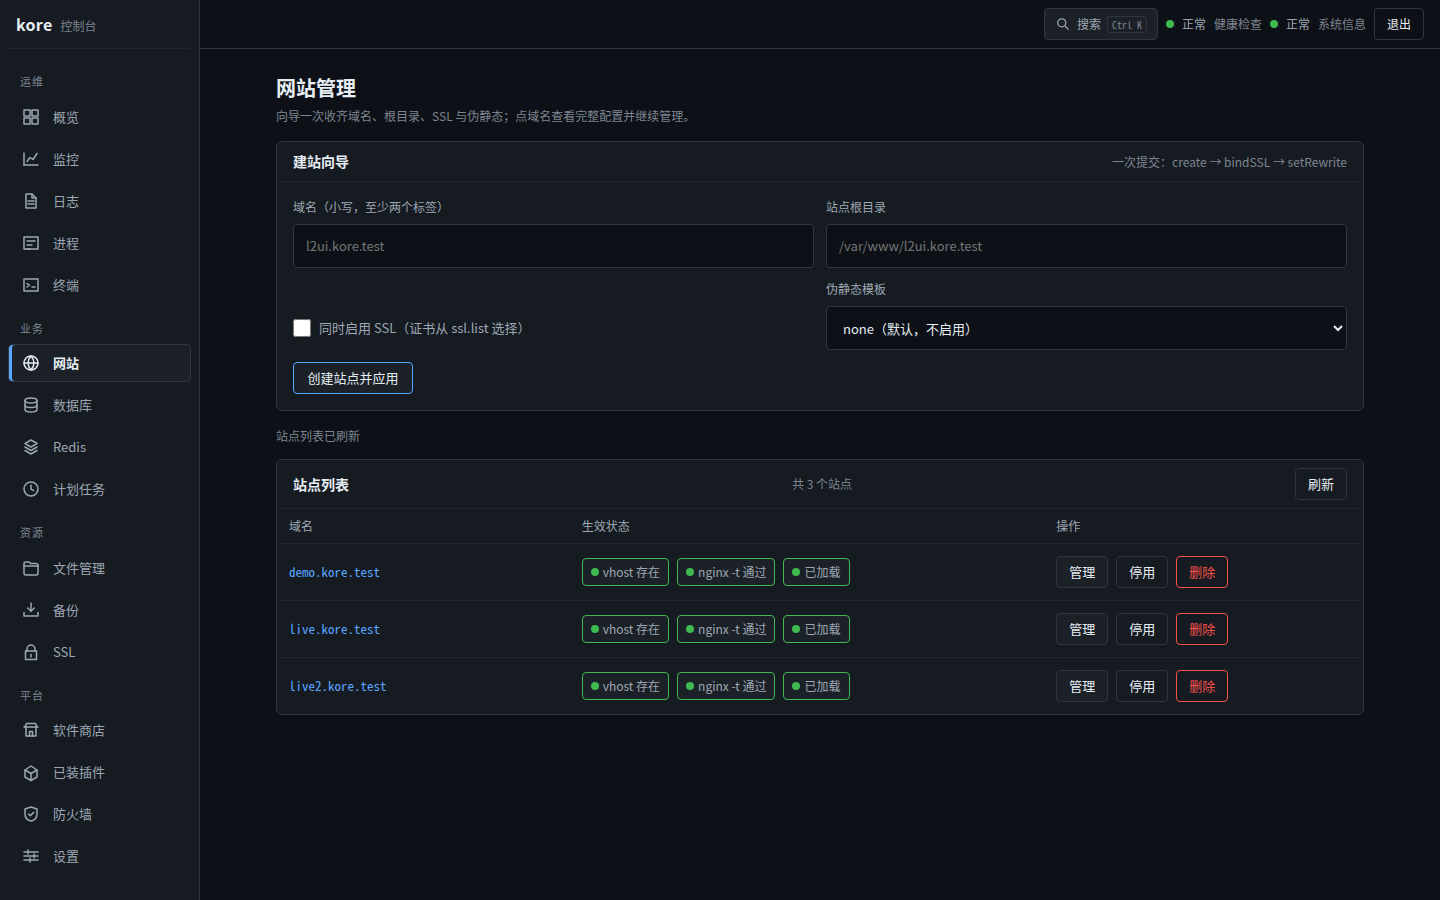 kore 控制台
搜索 Ctrl K 正常 健康检查 正常 系统信息 退出
运维
概览
监控
日志
进程
终端
业务
网站
数据库
Redis
计划任务
资源
文件管理
备份
SSL
平台
软件商店
已装插件
防火墙
设置
网站管理
向导一次收齐域名、根目录、SSL 与伪静态；点域名查看完整配置并继续管理。
建站向导 一次提交：create → bindSSL → setRewrite
域名（小写，至少两个标签） 站点根目录
l2ui.kore.test /var/www/l2ui.kore.test
伪静态模板
同时启用 SSL（证书从 ssl.list 选择） none（默认，不启用）
创建站点并应用
站点列表已刷新
站点列表 共 3 个站点 刷新
域名 生效状态 操作
demo.kore.test vhost 存在 nginx -t 通过 已加载 管理 停用 删除
live.kore.test vhost 存在 nginx -t 通过 已加载 管理 停用 删除
live2.kore.test vhost 存在 nginx -t 通过 已加载 管理 停用 删除